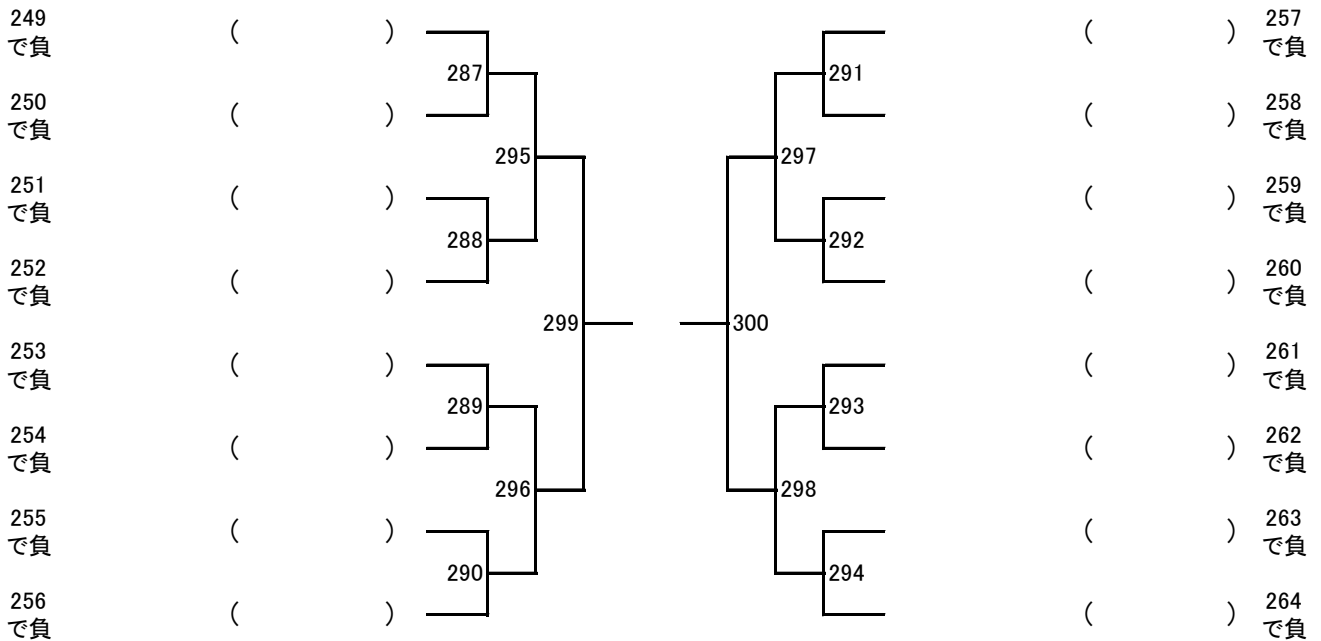 249
で負 ( )
287
250
で負 ( )
295
251
で負 ( )
288
252
で負 ( )
299
253
で負 ( )
289
254
で負 ( )
296
255
で負 ( )
290
256
で負 ( )
( ) 257
で負
291
( ) 258
で負
297
( ) 259
で負
292
( ) 260
で負
300
( ) 261
で負
293
( ) 262
で負
298
( ) 263
で負
294
( ) 264
で負